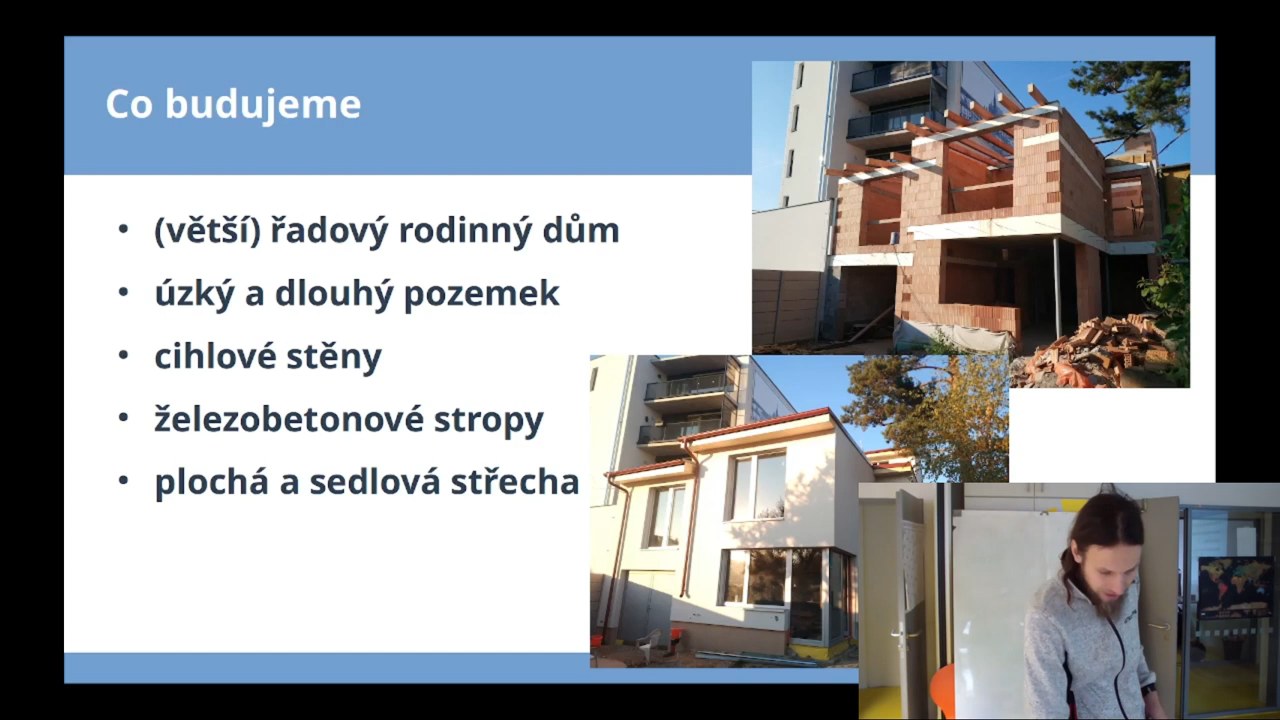 Co budujeme
• (větší) řadový rodinný dům
• úzký a dlouhý pozemek
• cihlové stěny
• železobetonové stropy
• plochá a sedlová střecha